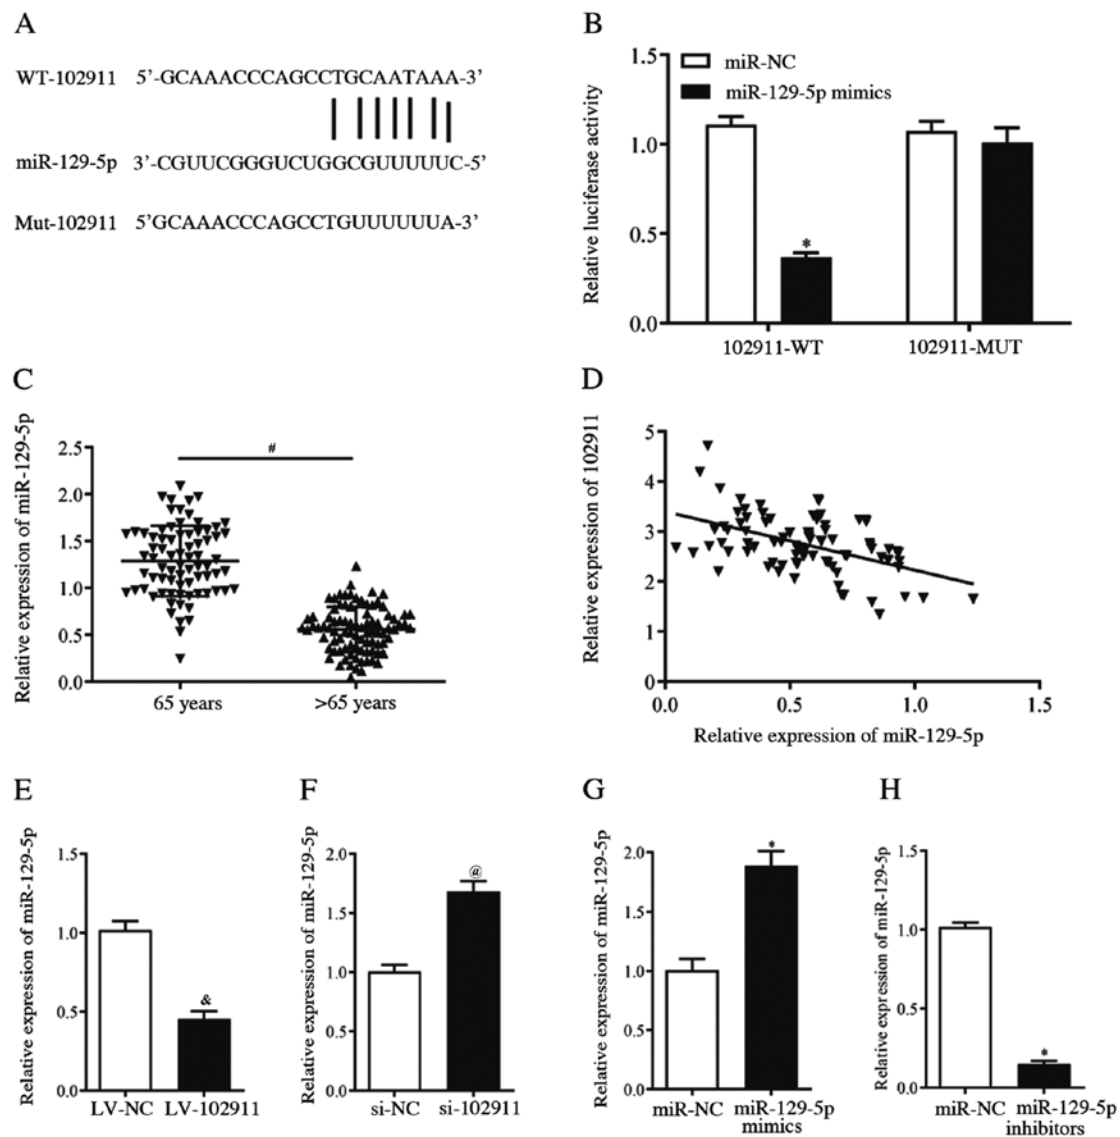 A
WT-102911 5’-GCAAACCCAGCCTGCAATAAA-3’
miR-129-5p 3’-CGUUCGGGUCUGGCGUUUUUC-5’
Mut-102911 5’GCAAACCCAGCCTGUUUUUUA-3’
B
miR-NC
miR-129-5p mimics
Relative luciferase activity
1.5
1.0
0.5
0.0
*
102911-WT 102911-MUT
C
Relative expression of miR-129-5p
2.5
2.0
1.5
1.0
0.5
0.0
#
65 years >65 years
D
Relative expression of 102911
5
4
3
2
1
0
0.0 0.5 1.0 1.5
Relative expression of miR-129-5p
E
Relative expression of miR-129-5p
1.5
1.0
0.5
0.0
&
LV-NC LV-102911
F
Relative expression of miR-129-5p
2.0
1.5
1.0
0.5
0.0
@
si-NC si-102911
G
Relative expression of miR-129-5p
2.0
1.5
1.0
0.5
0.0
*
miR-NC miR-129-5p
mimics
H
Relative expression of miR-129-5p
1.5
1.0
0.5
0.0
*
miR-NC miR-129-5p
inhibitors